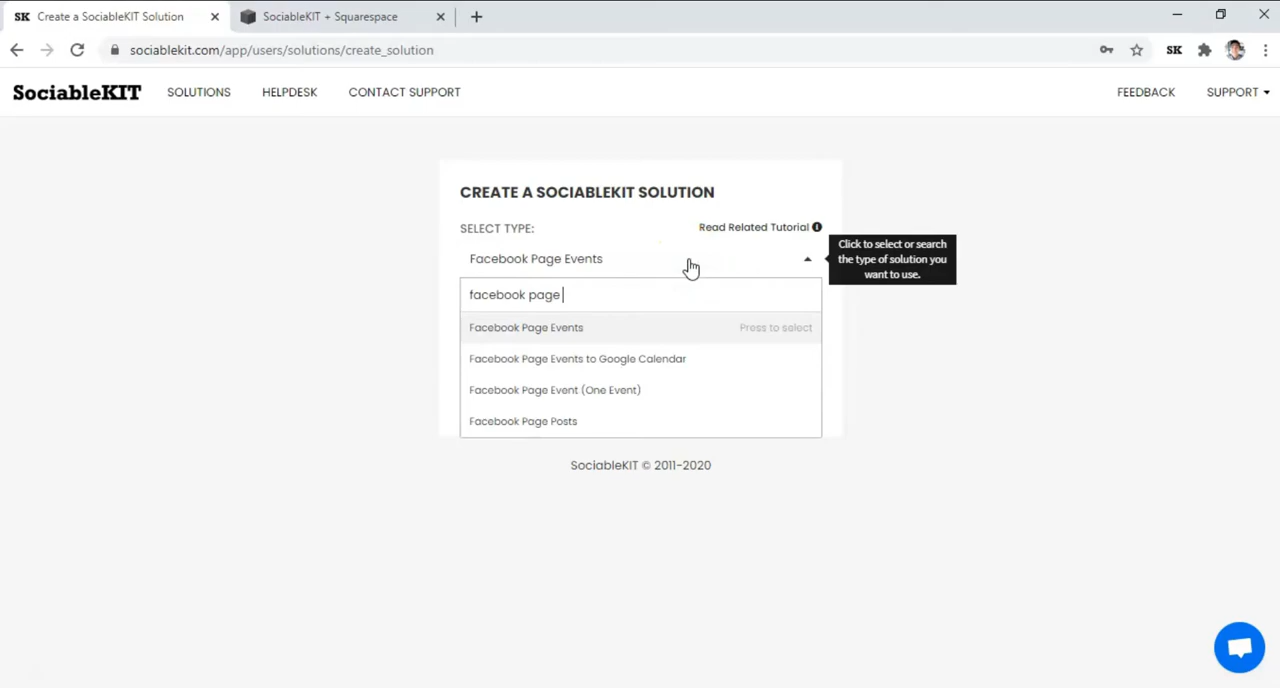 SK Create a SociableKIT Solution
SociableKIT + Squarespace
sociablekit.com/app/users/solutions/create_solution
SK
SociableKIT SOLUTIONS HELPDESK CONTACT SUPPORT FEEDBACK SUPPORT
CREATE A SOCIABLEKIT SOLUTION
SELECT TYPE: Read Related Tutorial
Facebook Page Events
Click to select or search
the type of solution you
want to use.
facebook page
Facebook Page Events Press to select
Facebook Page Events to Google Calendar
Facebook Page Event (One Event)
Facebook Page Posts
SociableKIT © 2011-2020